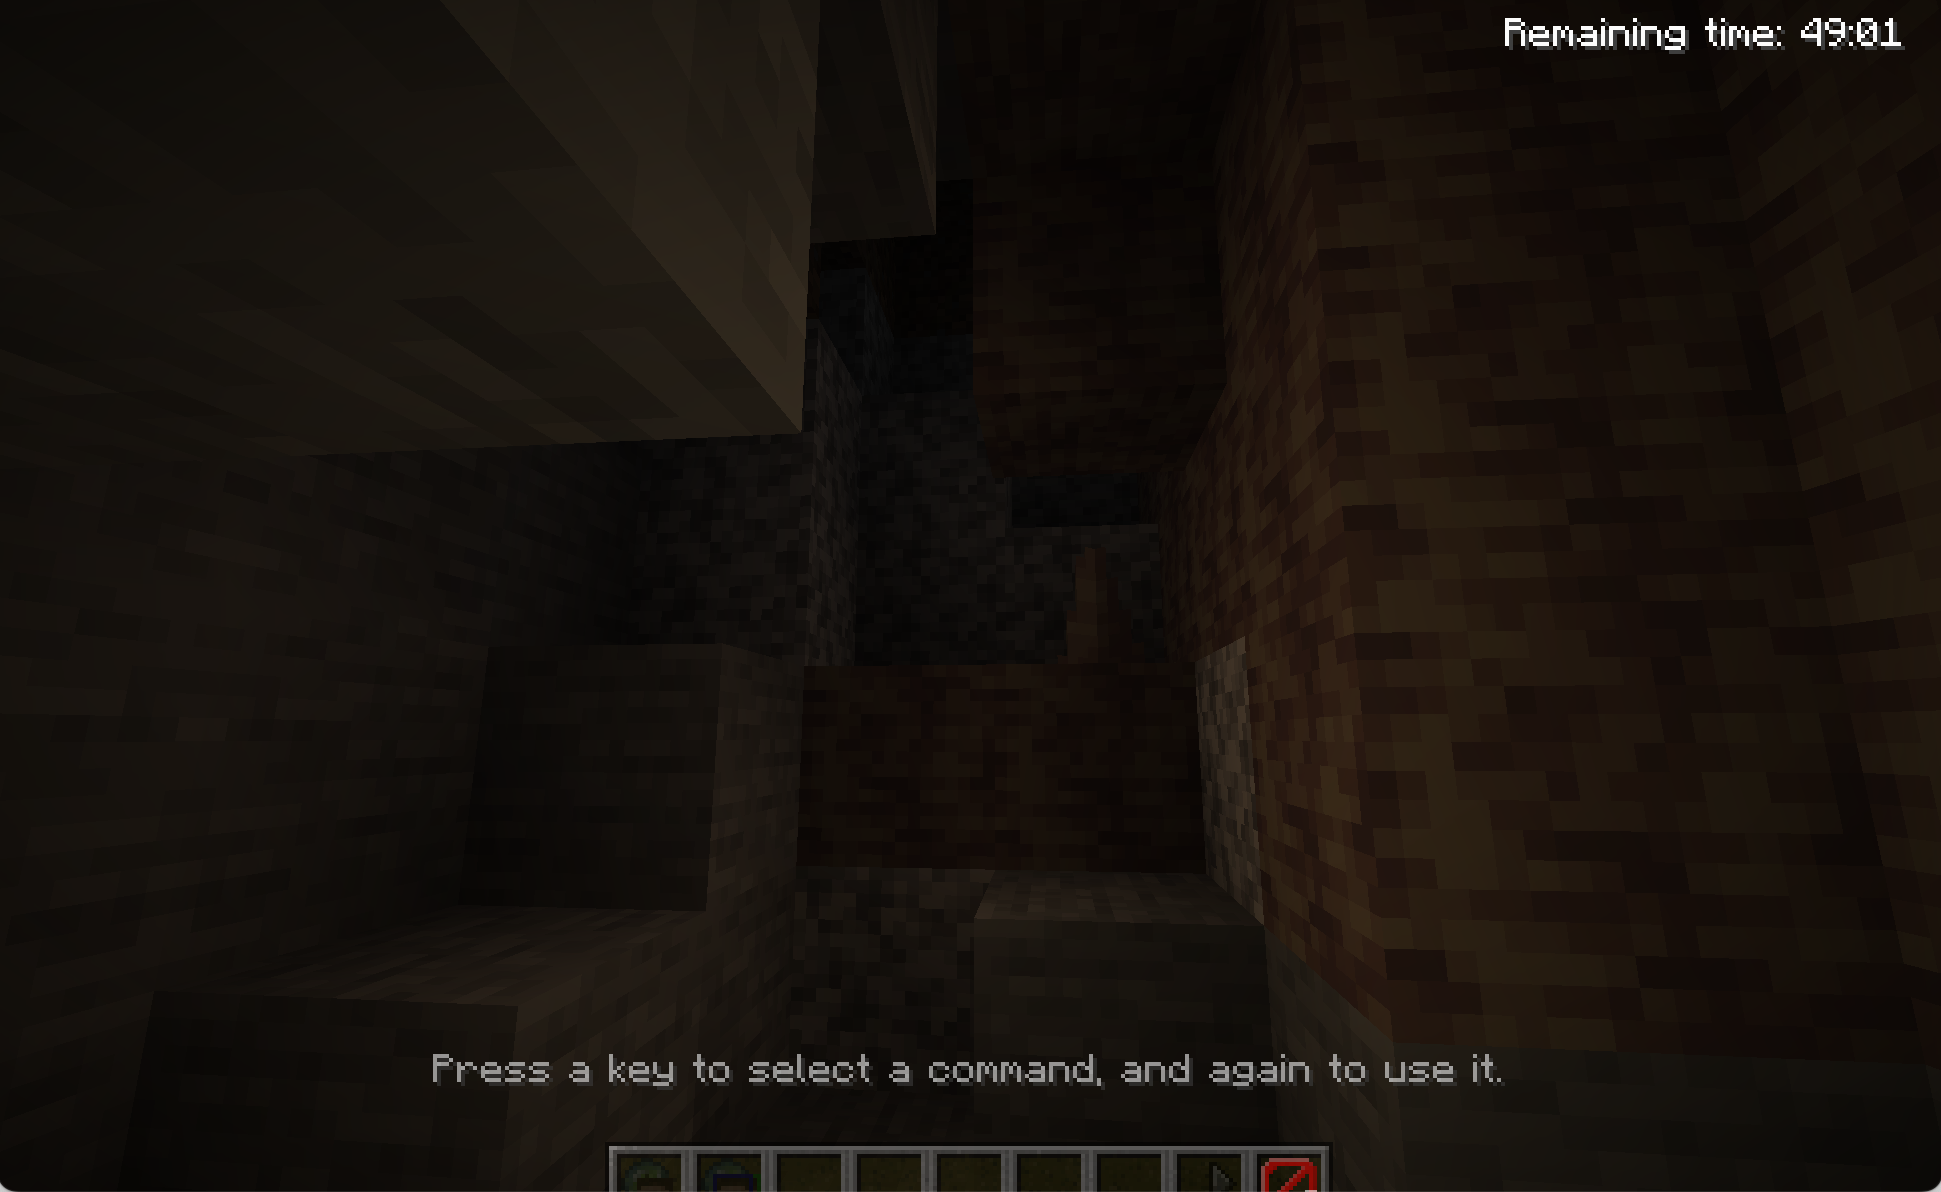 Remaining time: 49:01
Press a key to select a command, and again to use it.